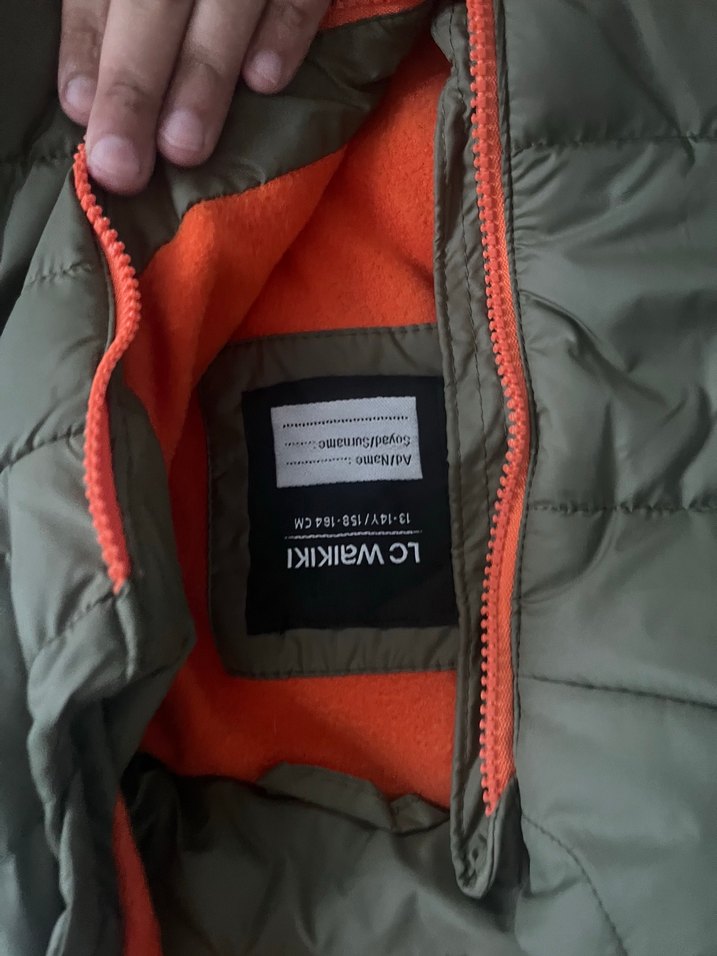 LC WAIKIKI
13-14Y / 158-164 CM
Ad/Name :...............
Soyad/Surname :......
................................